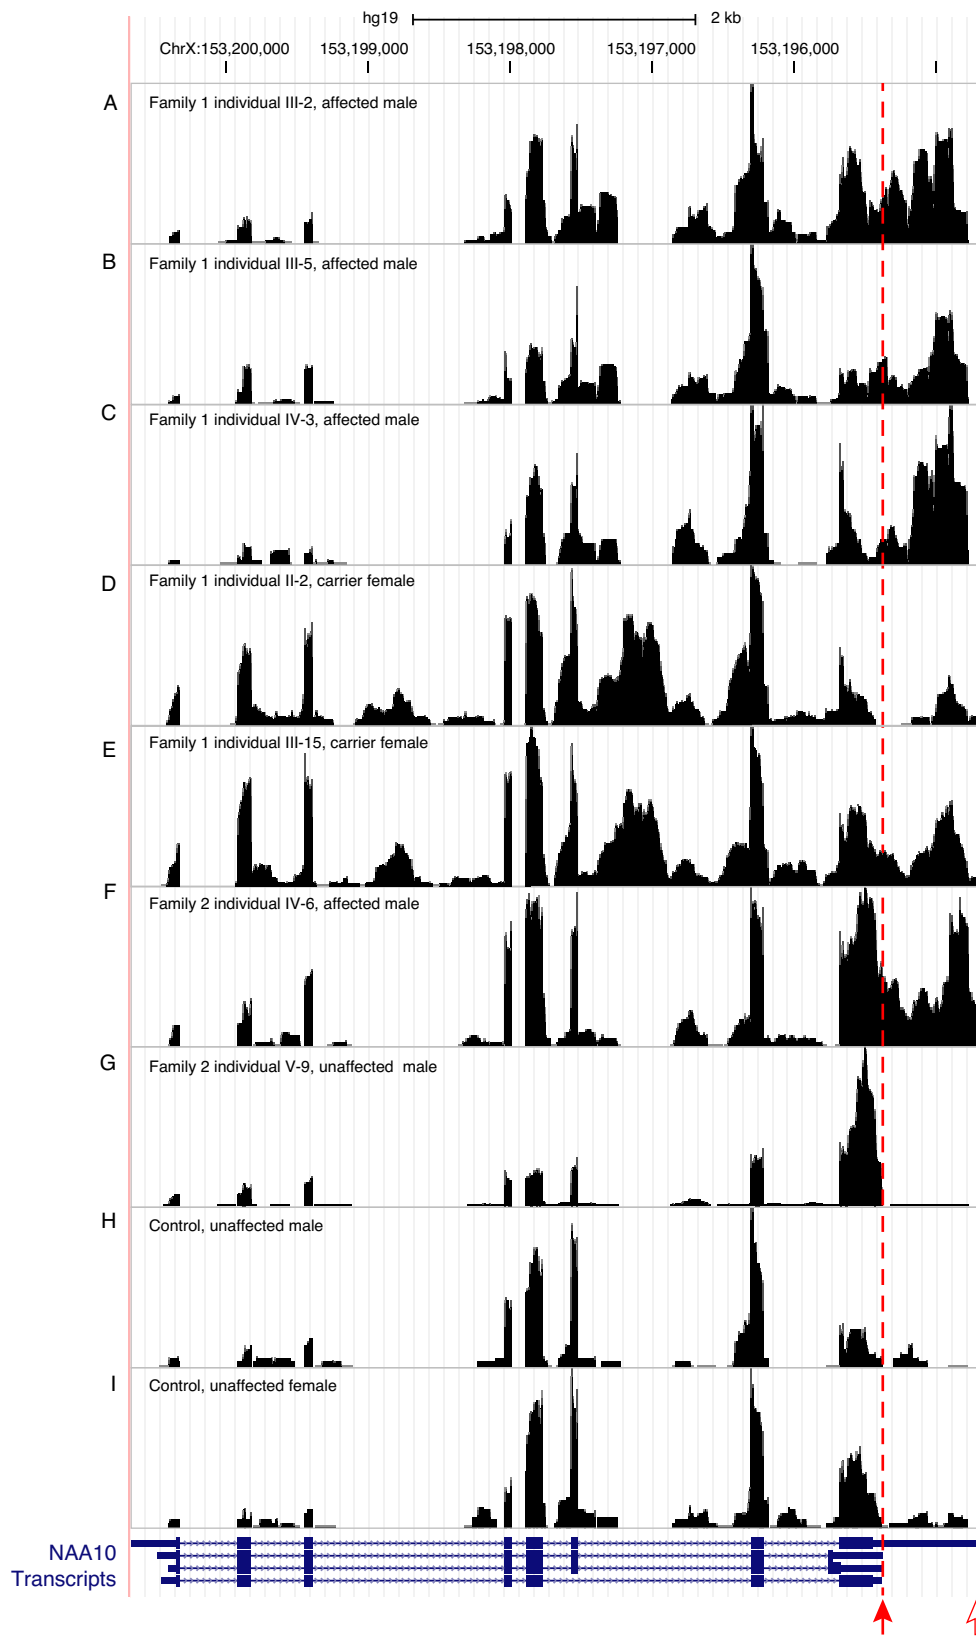 hg19 2 kb
ChrX:153,200,000 153,199,000 153,198,000 153,197,000 153,196,000
A Family 1 individual III-2, affected male
B Family 1 individual III-5, affected male
C Family 1 individual IV-3, affected male
D Family 1 individual II-2, carrier female
E Family 1 individual III-15, carrier female
F Family 2 individual IV-6, affected male
G Family 2 individual V-9, unaffected male
H Control, unaffected male
I Control, unaffected female
NAA10
Transcripts